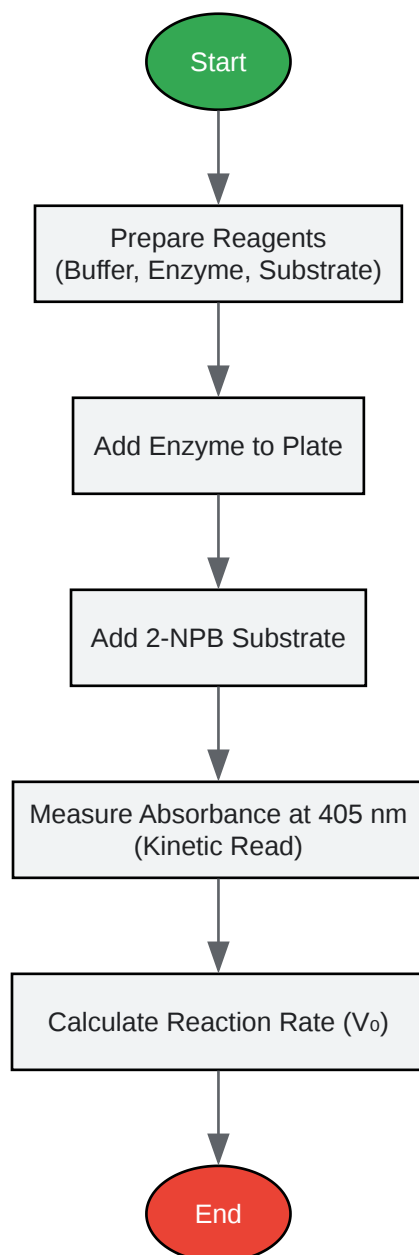 Start
Prepare Reagents
(Buffer, Enzyme, Substrate)
Add Enzyme to Plate
Add 2-NPB Substrate
Measure Absorbance at 405 nm
(Kinetic Read)
Calculate Reaction Rate (V₀)
End